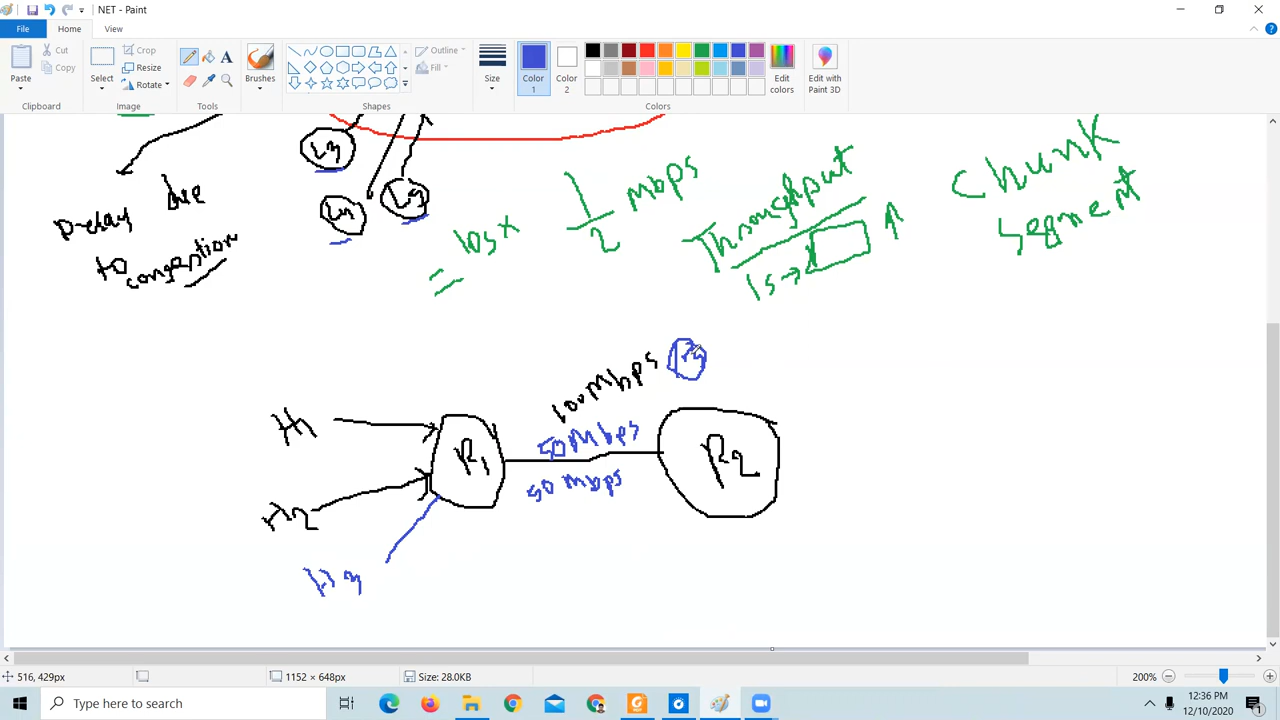 NET - Paint
File
Home
View
Paste
Cut
Copy
Clipboard
Select
Crop
Resize
Rotate
Image
Tools
Brushes
Shapes
Outline
Fill
Size
Color
1
Color
2
Edit
colors
Colors
Edit with
Paint 3D
Delay due
to congestion
loss x
1/2 mbps
Throughput
1s →
Chunk
segment
100Mbps
H1
R1
50Mbps
50 Mbps
R2
H2
H3
516, 429px
1152 × 648px
Size: 28.0KB
200%
Type here to search
12:36 PM
12/10/2020